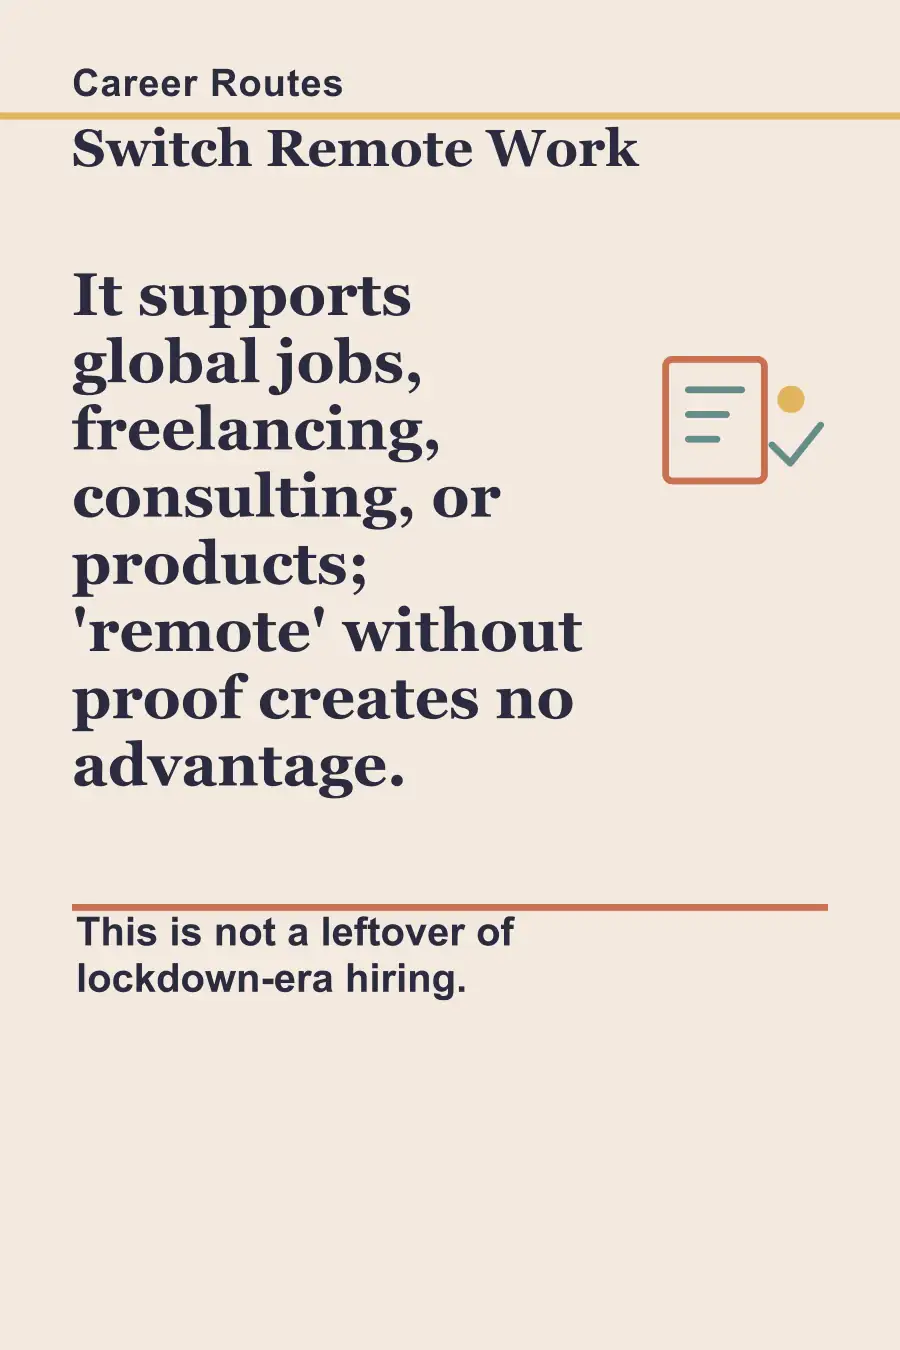 Career Routes
Switch Remote Work
It supports
global jobs,
freelancing,
consulting, or
products;
'remote' without
proof creates no
advantage.
This is not a leftover of
lockdown-era hiring.